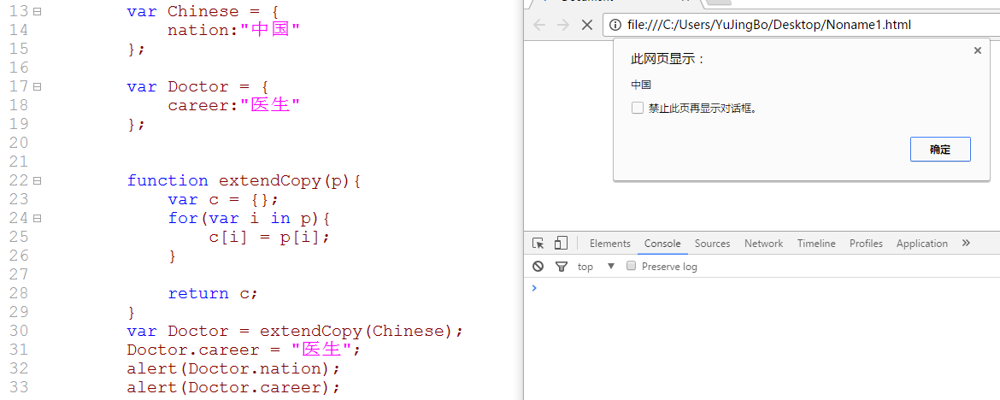 13 var Chinese = {
14 nation:"中国"
15 };
16
17 var Doctor = {
18 career:"医生"
19 };
20
21
22 function extendCopy(p){
23 var c = {};
24 for(var i in p){
25 c[i] = p[i];
26 }
27
28 return c;
29 }
30 var Doctor = extendCopy(Chinese);
31 Doctor.career = "医生";
32 alert(Doctor.nation);
33 alert(Doctor.career);
file:///C:/Users/YuJingBo/Desktop/Noname1.html
此网页显示：
中国
禁止此页再显示对话框。
确定
Elements Console Sources Network Timeline Profiles Application
top Preserve log